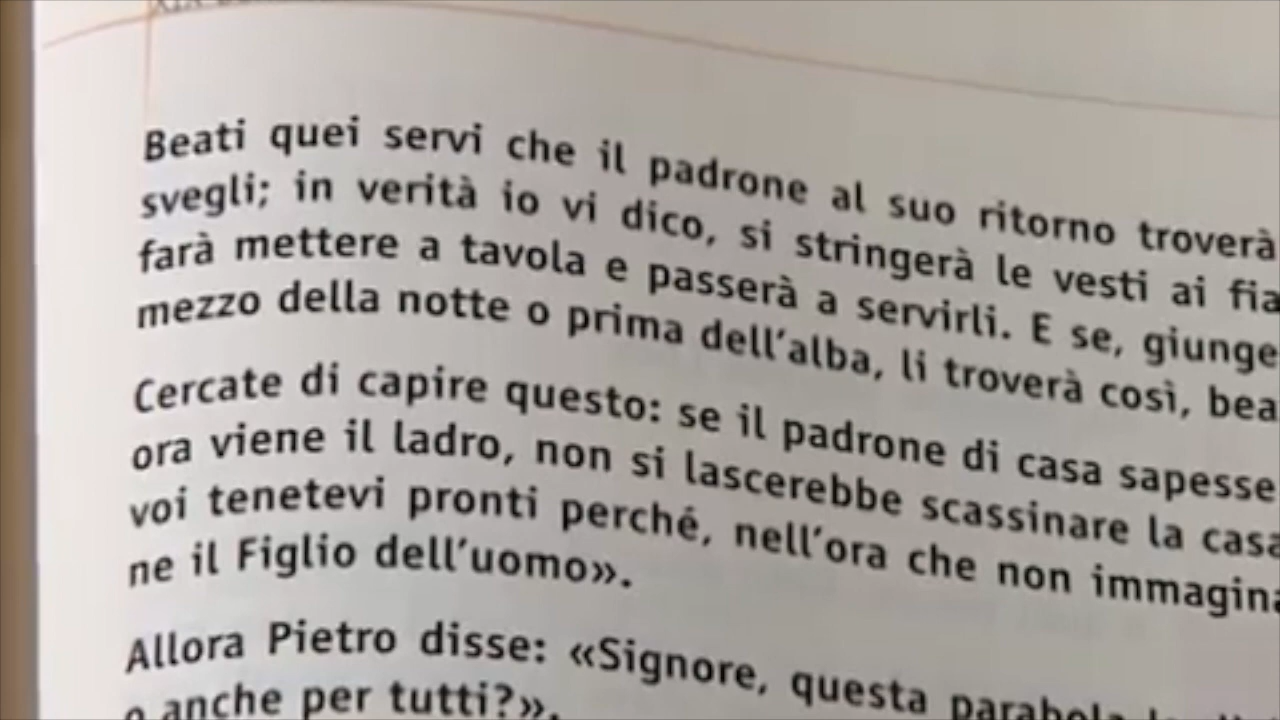 Beati quei servi che il padrone al suo ritorno troverà
svegli; in verità io vi dico, si stringerà le vesti ai fia
farà mettere a tavola e passerà a servirli. E se, giunge
mezzo della notte o prima dell'alba, li troverà così, bea
Cercate di capire questo: se il padrone di casa sapesse
ora viene il ladro, non si lascerebbe scassinare la casa
voi tenetevi pronti perché, nell'ora che non immagina
ne il Figlio dell'uomo».
Allora Pietro disse: «Signore, questa parabola
o anche per tutti?».